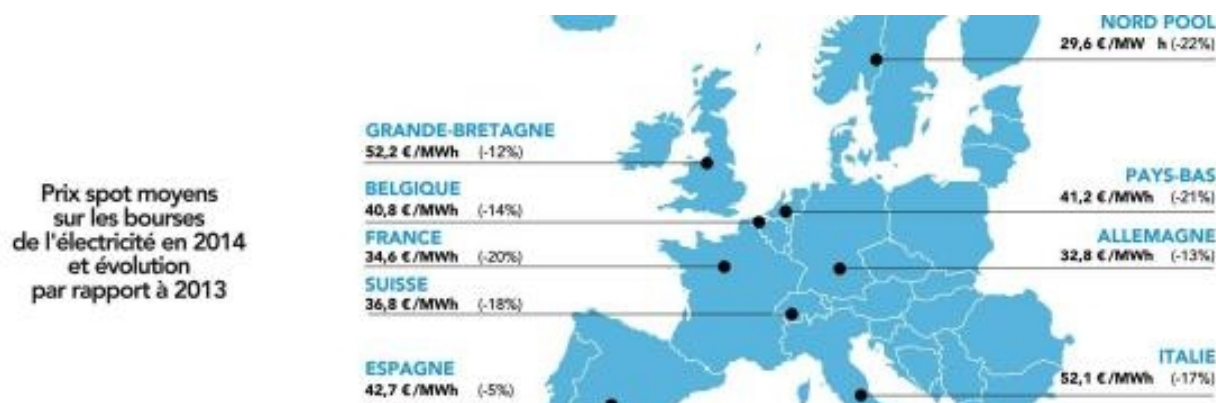 Prix spot moyens
sur les bourses
de l'électricité en 2014
et évolution
par rapport à 2013
GRANDE-BRETAGNE
52,2 €/MWh (-12%)
BELGIQUE
40,8 €/MWh (-14%)
FRANCE
34,6 €/MWh (-20%)
SUISSE
36,8 €/MWh (-18%)
ESPAGNE
42,7 €/MWh (-5%)
NORD POOL
29,6 €/MW h (-22%)
PAYS-BAS
41,2 €/MWh (-21%)
ALLEMAGNE
32,8 €/MWh (-13%)
ITALIE
52,1 €/MWh (-17%)